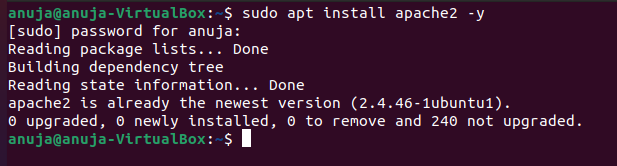 anuja@anuja-VirtualBox:~$ sudo apt install apache2 -y
[sudo] password for anuja:
Reading package lists... Done
Building dependency tree
Reading state information... Done
apache2 is already the newest version (2.4.46-1ubuntu1).
0 upgraded, 0 newly installed, 0 to remove and 240 not upgraded.
anuja@anuja-VirtualBox:~$